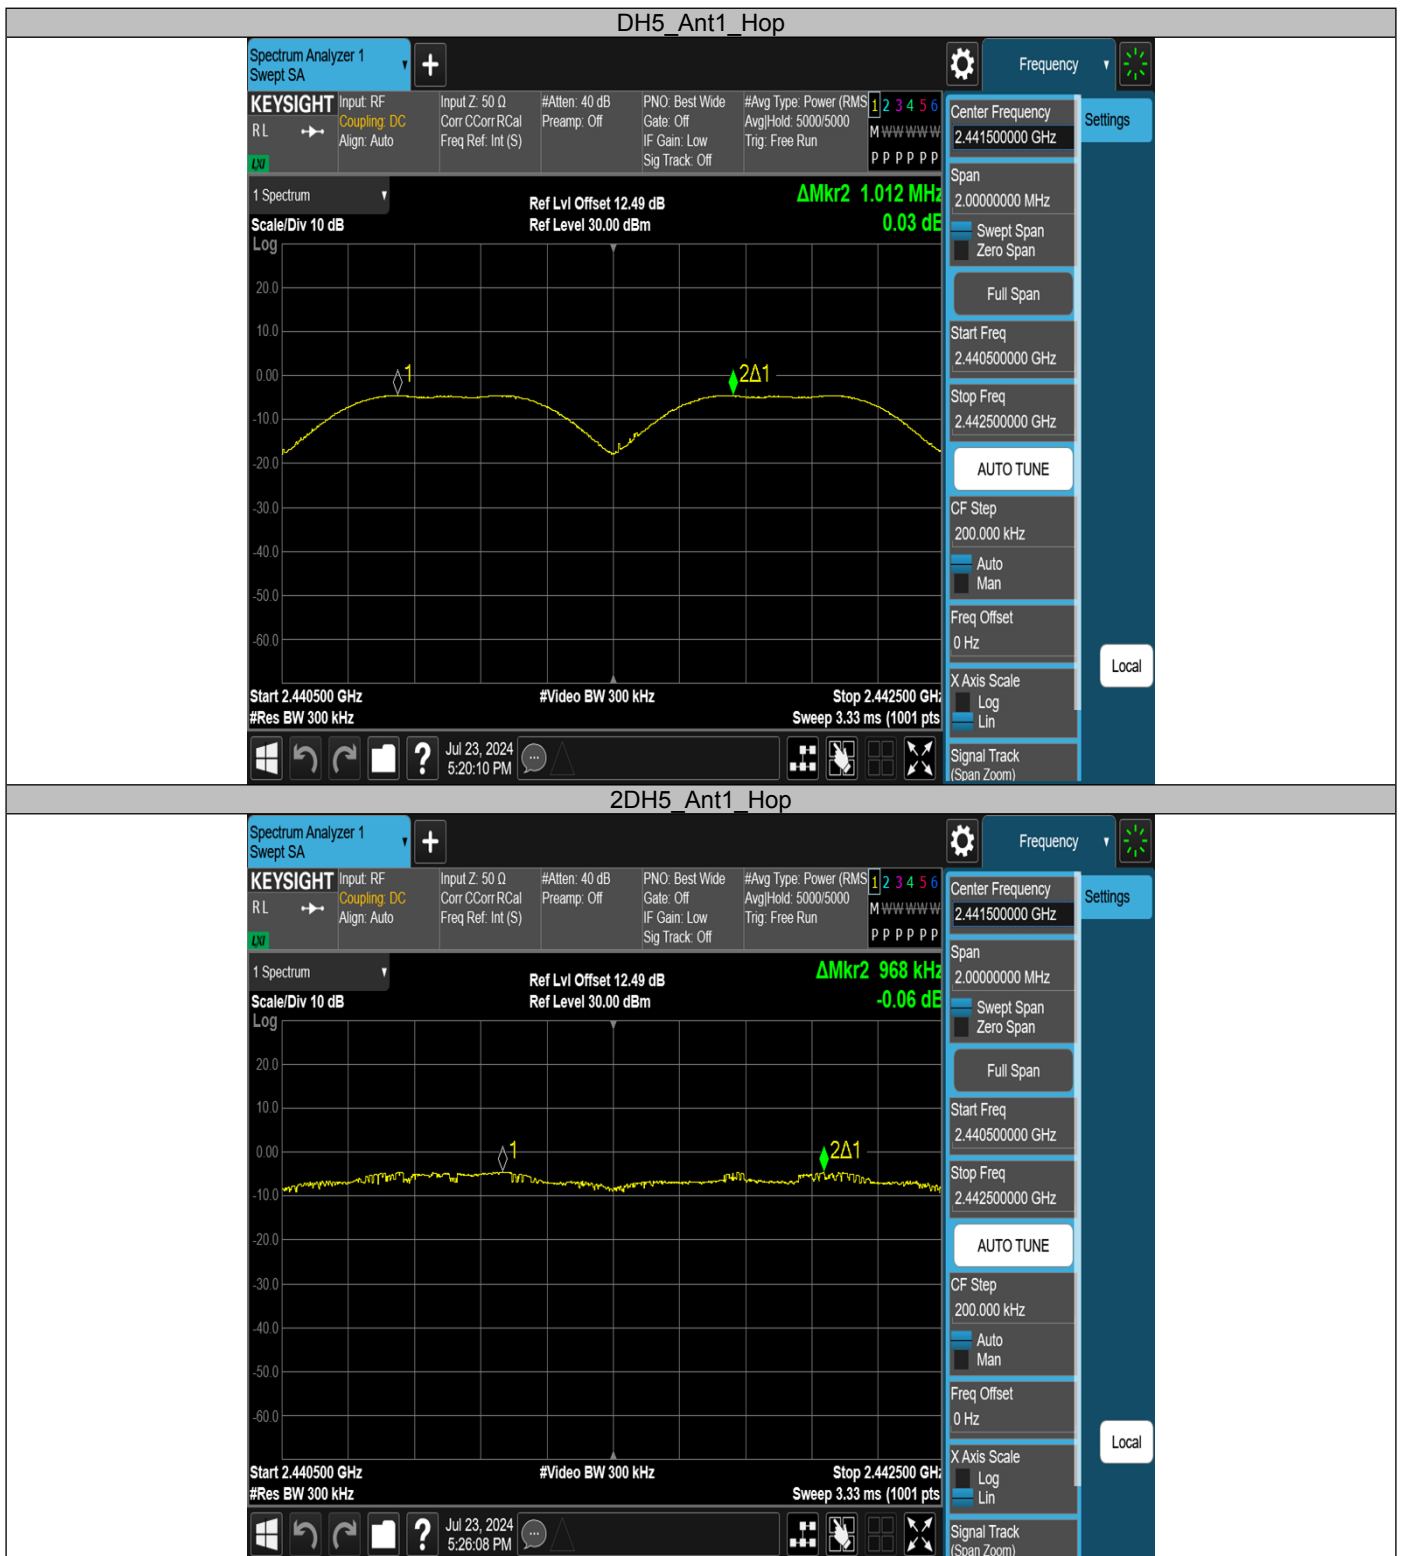 DH5_Ant1_Hop
Spectrum Analyzer 1
Swept SA
+
Frequency
KEYSIGHT
R L
LXI
Input: RF
Coupling: DC
Align: Auto
Input Z: 50 Ω
Corr CCorr RCal
Freq Ref: Int (S)
#Atten: 40 dB
Preamp: Off
PNO: Best Wide
Gate: Off
IF Gain: Low
Sig Track: Off
#Avg Type: Power (RMS
Avg|Hold: 5000/5000
Trig: Free Run
1 2 3 4 5 6
M W W W W W
P P P P P P
1 Spectrum
Scale/Div 10 dB
Ref Lvl Offset 12.49 dB
Ref Level 30.00 dBm
ΔMkr2 1.012 MHz
0.03 dB
Log
20.0
10.0
0.00
-10.0
-20.0
-30.0
-40.0
-50.0
-60.0
1
2Δ1
Start 2.440500 GHz
#Res BW 300 kHz
#Video BW 300 kHz
Stop 2.442500 GHz
Sweep 3.33 ms (1001 pts
?
Jul 23, 2024
5:20:10 PM
Center Frequency
2.441500000 GHz
Settings
Span
2.00000000 MHz
Swept Span
Zero Span
Full Span
Start Freq
2.440500000 GHz
Stop Freq
2.442500000 GHz
AUTO TUNE
CF Step
200.000 kHz
Auto
Man
Freq Offset
0 Hz
X Axis Scale
Log
Lin
Local
Signal Track
(Span Zoom)
2DH5_Ant1_Hop
Spectrum Analyzer 1
Swept SA
+
Frequency
KEYSIGHT
R L
LXI
Input: RF
Coupling: DC
Align: Auto
Input Z: 50 Ω
Corr CCorr RCal
Freq Ref: Int (S)
#Atten: 40 dB
Preamp: Off
PNO: Best Wide
Gate: Off
IF Gain: Low
Sig Track: Off
#Avg Type: Power (RMS
Avg|Hold: 5000/5000
Trig: Free Run
1 2 3 4 5 6
M W W W W W
P P P P P P
1 Spectrum
Scale/Div 10 dB
Ref Lvl Offset 12.49 dB
Ref Level 30.00 dBm
ΔMkr2 968 kHz
-0.06 dB
Log
20.0
10.0
0.00
-10.0
-20.0
-30.0
-40.0
-50.0
-60.0
1
2Δ1
Start 2.440500 GHz
#Res BW 300 kHz
#Video BW 300 kHz
Stop 2.442500 GHz
Sweep 3.33 ms (1001 pts
?
Jul 23, 2024
5:26:08 PM
Center Frequency
2.441500000 GHz
Settings
Span
2.00000000 MHz
Swept Span
Zero Span
Full Span
Start Freq
2.440500000 GHz
Stop Freq
2.442500000 GHz
AUTO TUNE
CF Step
200.000 kHz
Auto
Man
Freq Offset
0 Hz
X Axis Scale
Log
Lin
Local
Signal Track
(Span Zoom)